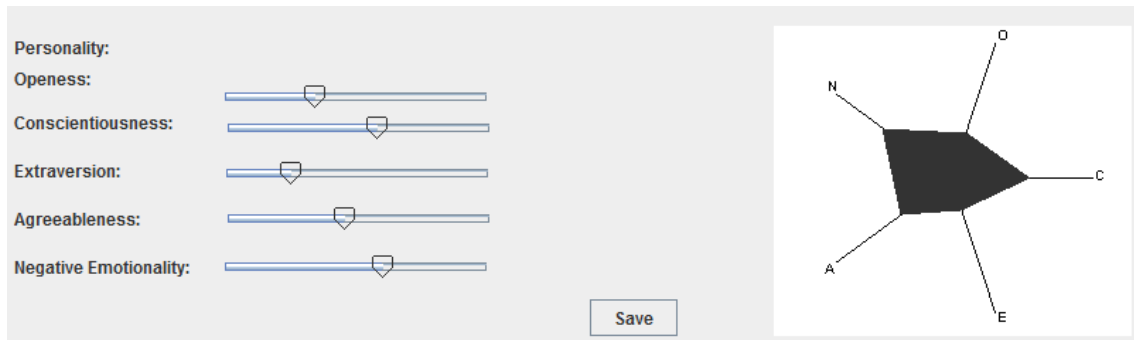 Personality:
Openess:
Conscientiousness:
Extraversion:
Agreeableness:
Negative Emotionality:
Save
O
N
C
A
E